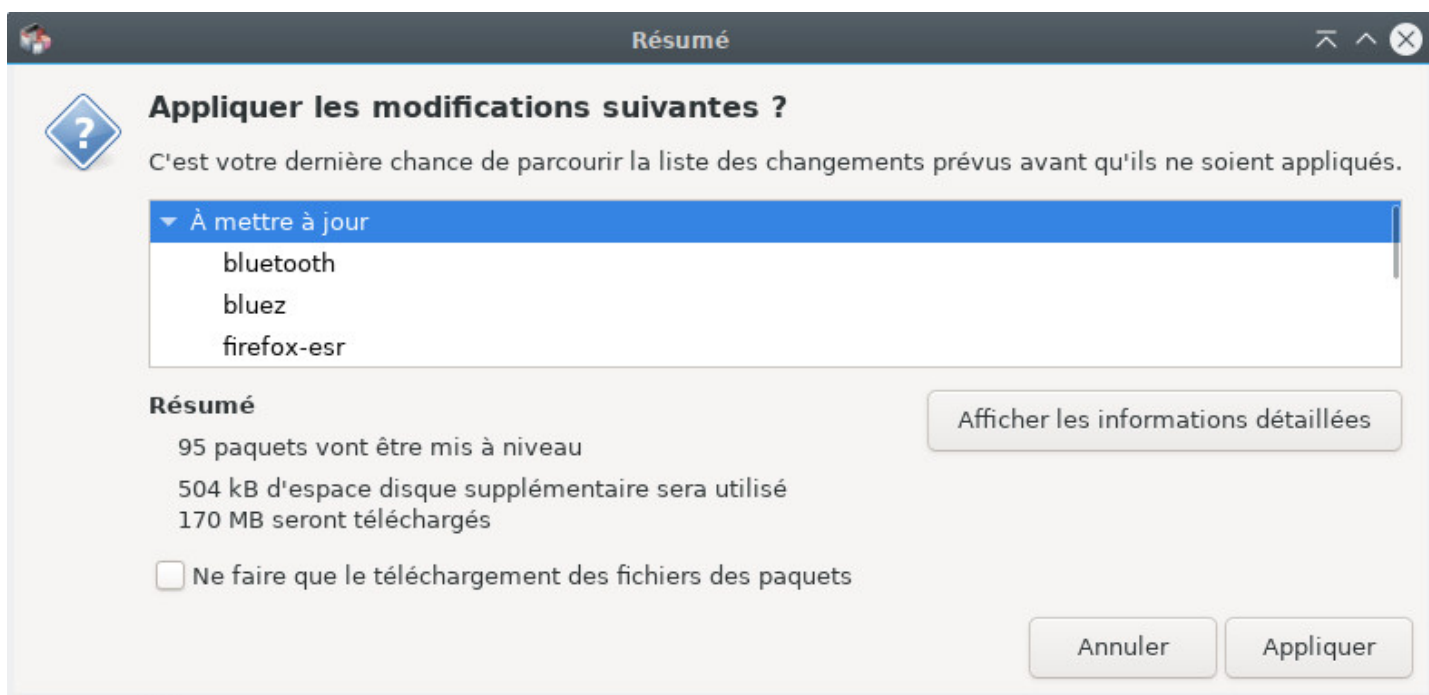 Résumé
Appliquer les modifications suivantes ?
C'est votre dernière chance de parcourir la liste des changements prévus avant qu'ils ne soient appliqués.
À mettre à jour
bluetooth
bluez
firefox-esr
Résumé
Afficher les informations détaillées
95 paquets vont être mis à niveau
504 kB d'espace disque supplémentaire sera utilisé
170 MB seront téléchargés
Ne faire que le téléchargement des fichiers des paquets
Annuler
Appliquer